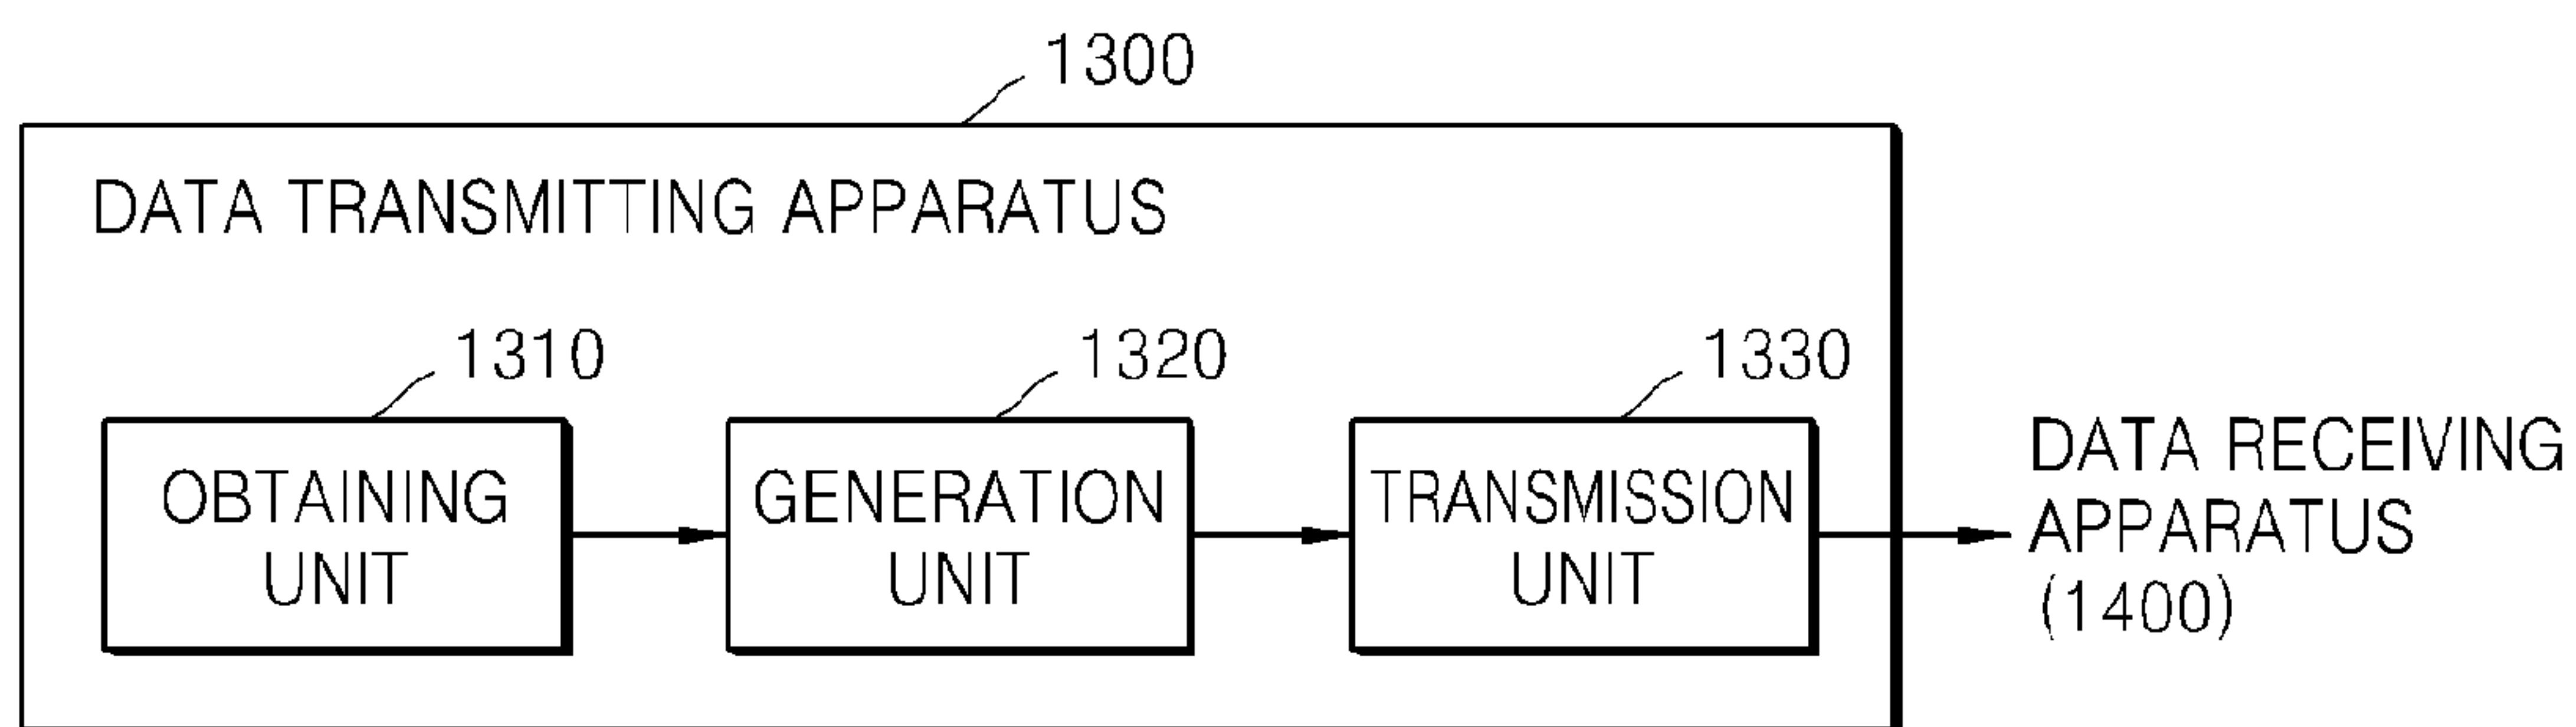 1300
DATA TRANSMITTING APPARATUS
1310
1320
1330
OBTAINING
UNIT
GENERATION
UNIT
TRANSMISSION
UNIT
DATA RECEIVING
APPARATUS
(1400)